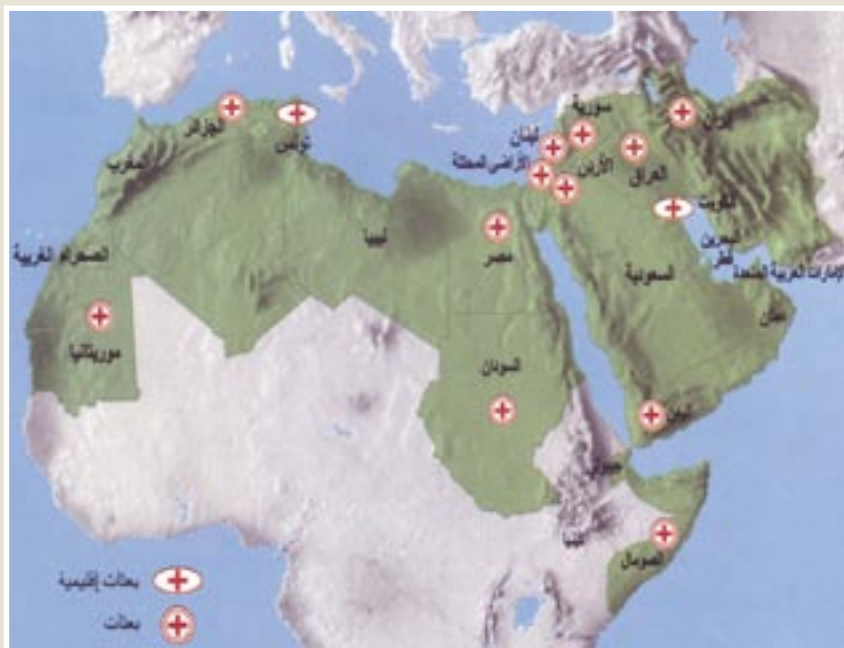 سورية
إيران
لبنان
الجزائر
تونس
الأراضي المحتلة
الأردن
العراق
المغرب
الكويت
البحرين
قطر
الإمارات العربية المتحدة
مصر
ليبيا
السعودية
الصحراء الغربية
عمان
موريتانيا
السودان
اليمن
جيبوتي
كينيا
الصومال
بعثات إقليمية
بعثات